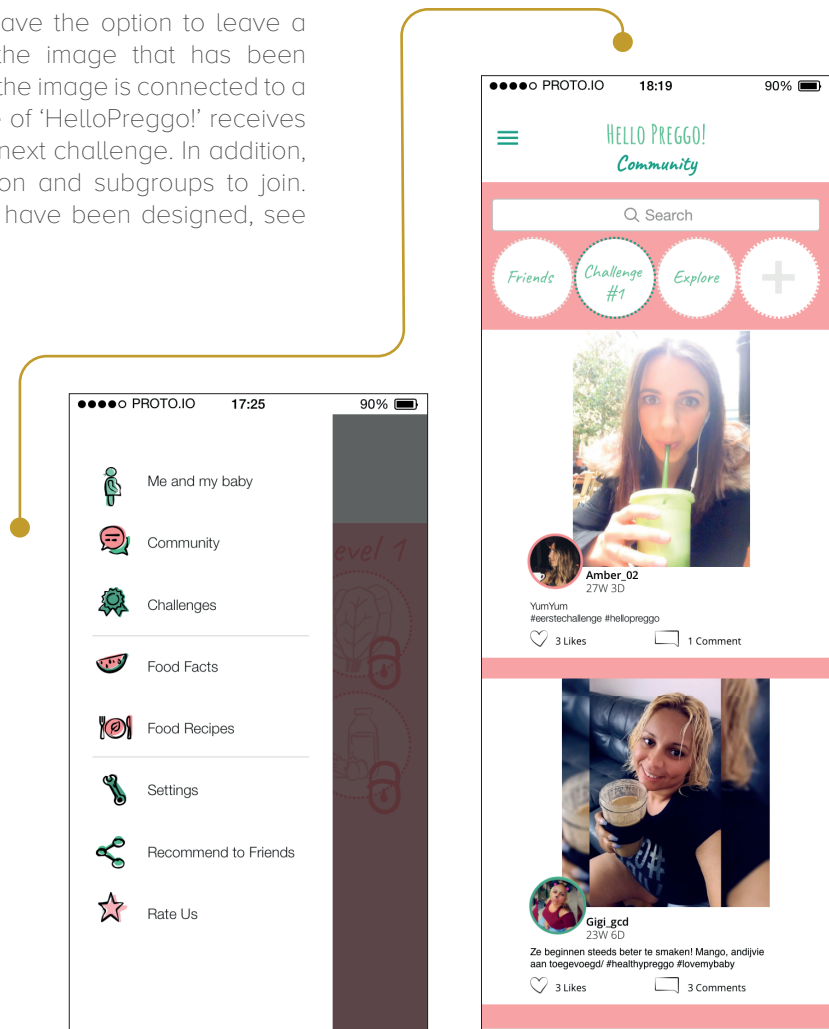 ave the option to leave a
the image that has been
the image is connected to a
of ‘HelloPreggo!’ receives
next challenge. In addition,
on and subgroups to join.
have been designed, see
PROTO.IO 17:25 90%
Me and my baby
Community
Challenges
Food Facts
Food Recipes
Settings
Recommend to Friends
Rate Us
evel 1
PROTO.IO 18:19 90%
HELLO PREGGO!
Community
Search
Friends
Challenge
#1
Explore
+
Amber_02
27W 3D
YumYum
#eerstechallenge #hellopreggo
3 Likes 1 Comment
Gigi_gcd
23W 6D
Ze beginnen steeds beter te smaken! Mango, andijvie
aan toegevoegd/ #healthypreggo #lovemybaby
3 Likes 3 Comments